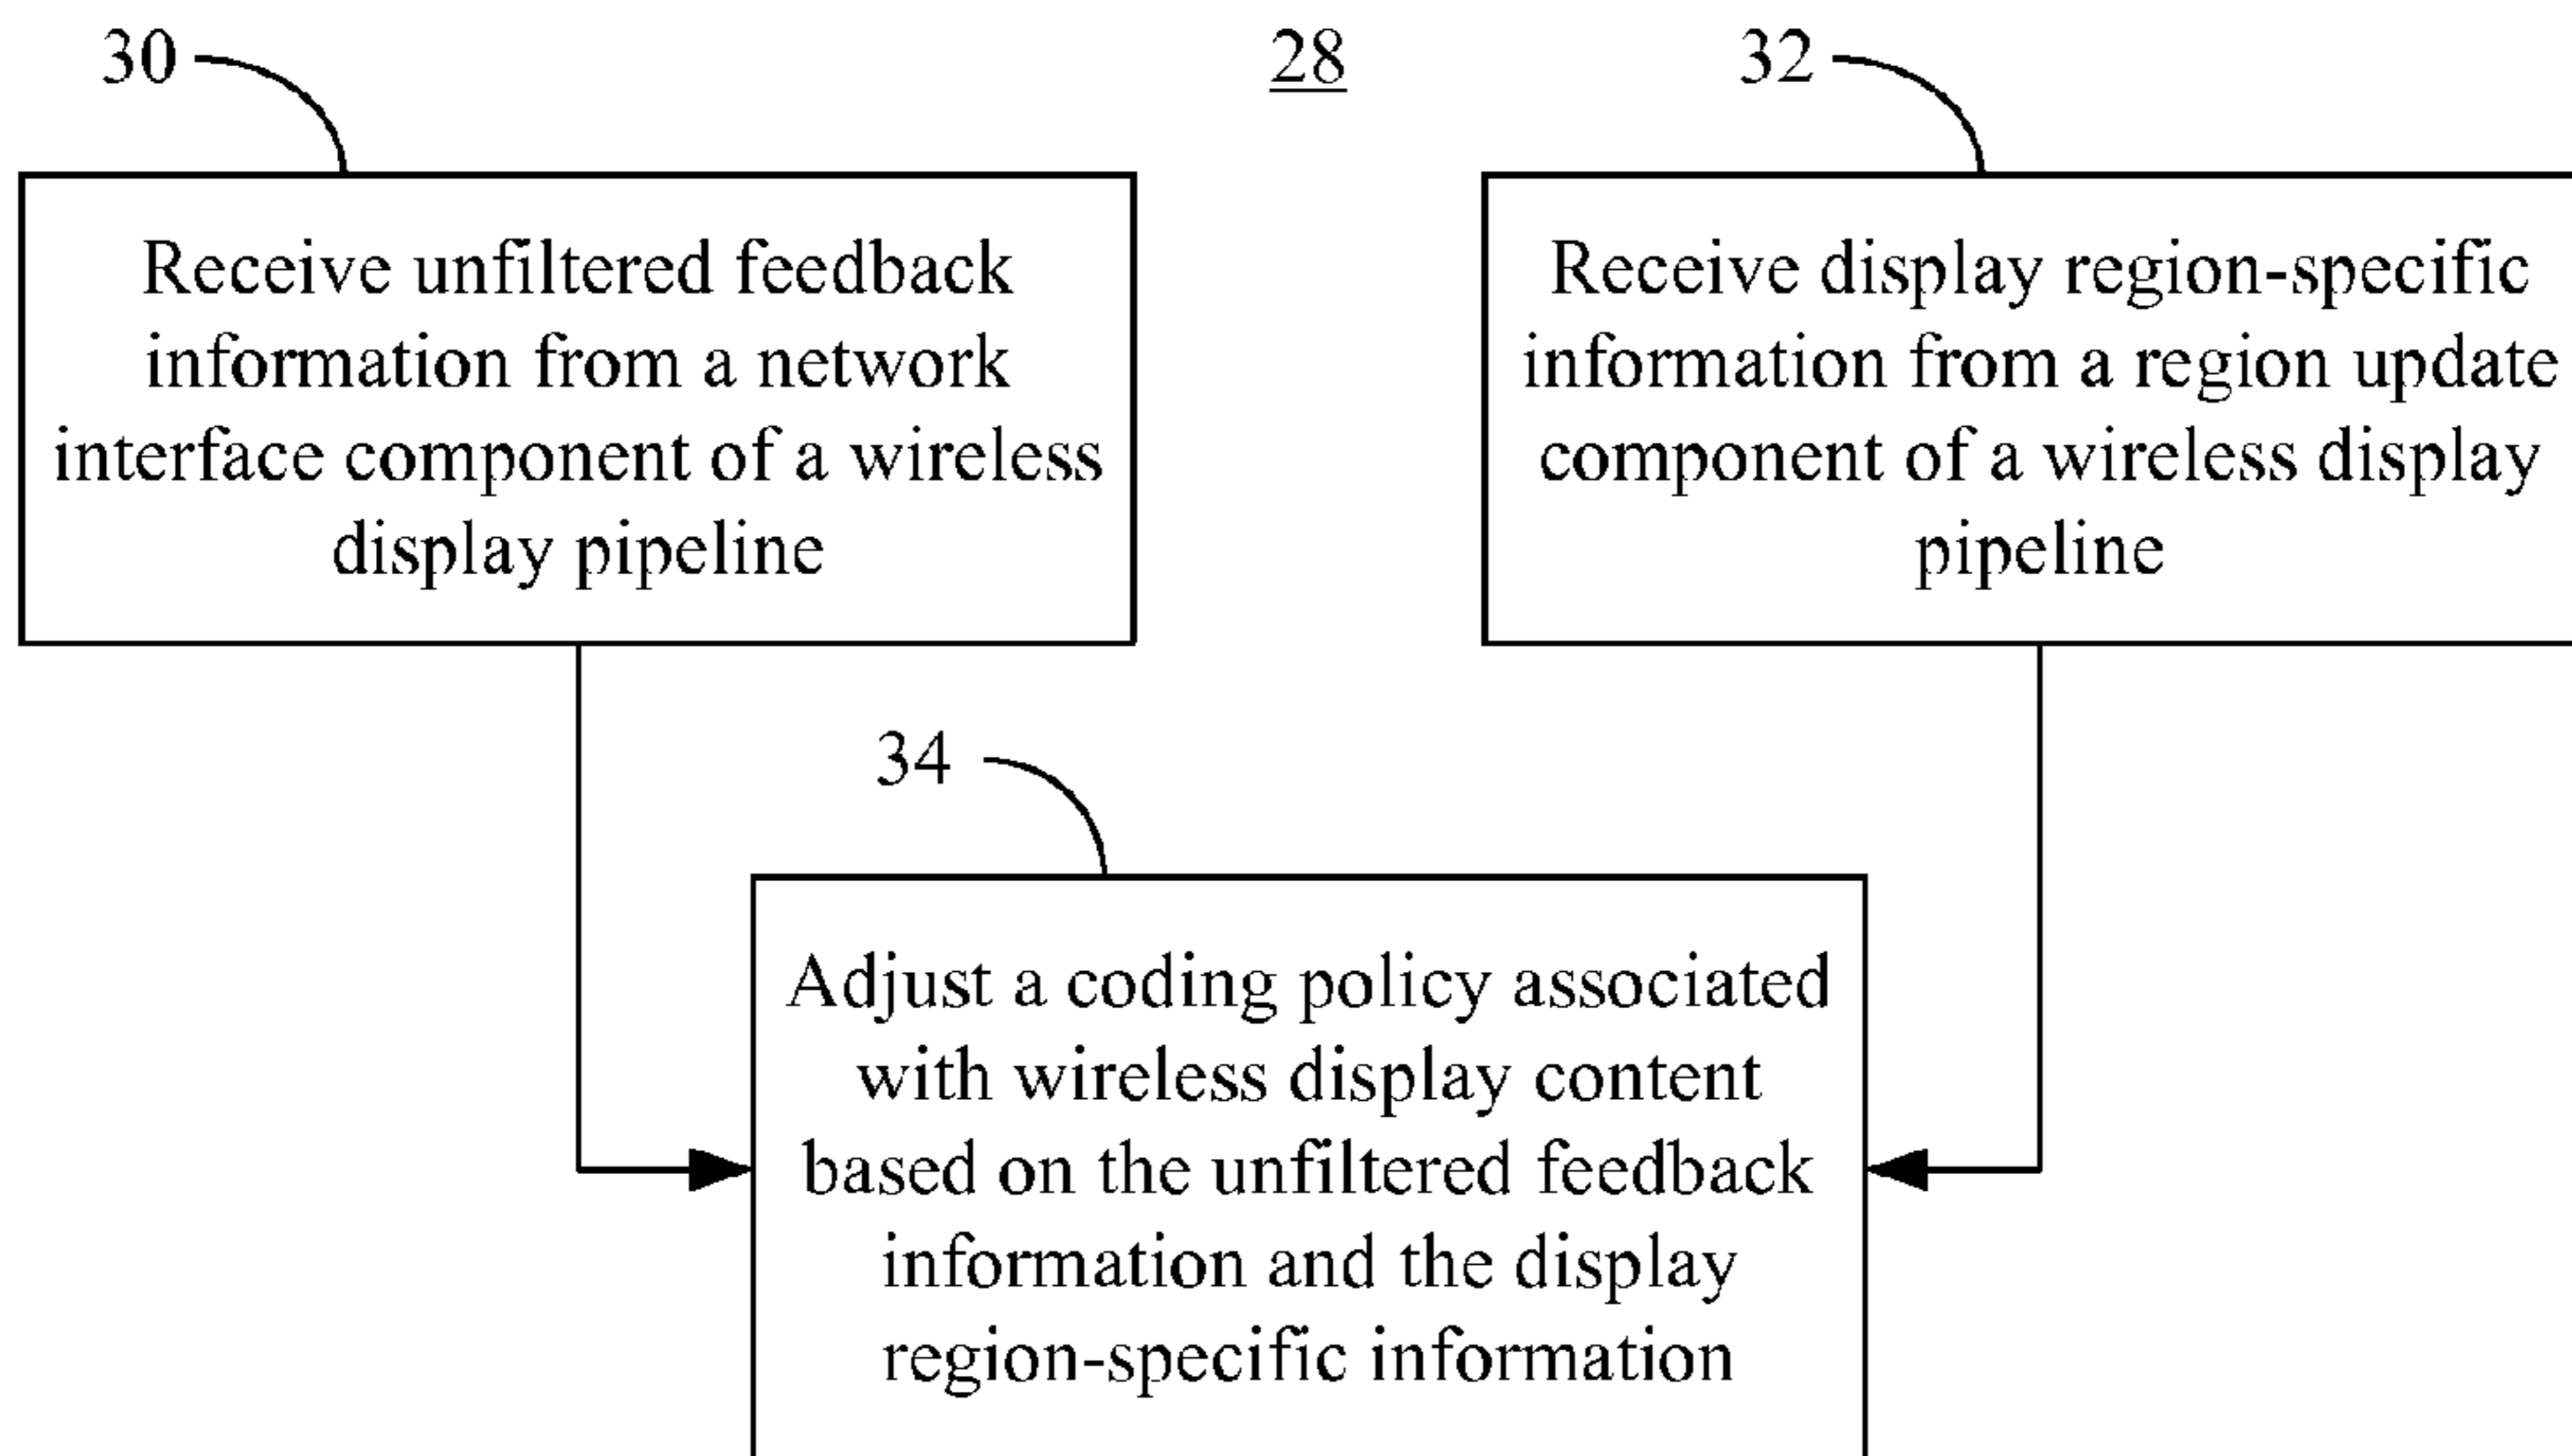 30
28
32
Receive unfiltered feedback
information from a network
interface component of a wireless
display pipeline
Receive display region-specific
information from a region update
component of a wireless display
pipeline
34
Adjust a coding policy associated
with wireless display content
based on the unfiltered feedback
information and the display
region-specific information